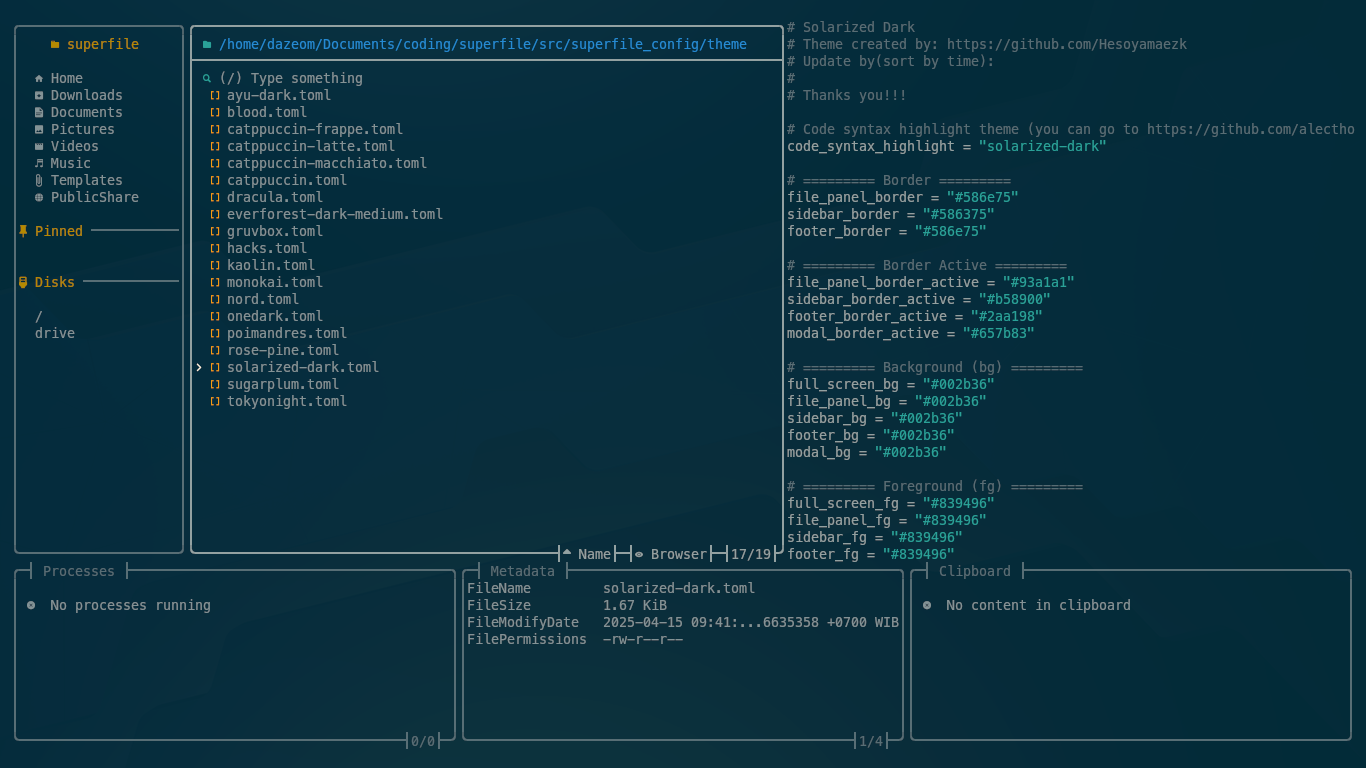 superfile
Home
Downloads
Documents
Pictures
Videos
Music
Templates
PublicShare
Pinned
Disks
/
drive
/home/dazeom/Documents/coding/superfile/src/superfile_config/theme
(/) Type something
ayu-dark.toml
blood.toml
catppuccin-frappe.toml
catppuccin-latte.toml
catppuccin-macchiato.toml
catppuccin.toml
dracula.toml
everforest-dark-medium.toml
gruvbox.toml
hacks.toml
kaolin.toml
monokai.toml
nord.toml
onedark.toml
poimandres.toml
rose-pine.toml
solarized-dark.toml
sugarplum.toml
tokyonight.toml
Name Browser 17/19
# Solarized Dark
# Theme created by: https://github.com/Hesoyamaezk
# Update by(sort by time):
#
# Thanks you!!!
# Code syntax highlight theme (you can go to https://github.com/alectho
code_syntax_highlight = "solarized-dark"
# ========= Border =========
file_panel_border = "#586e75"
sidebar_border = "#586375"
footer_border = "#586e75"
# ========= Border Active =========
file_panel_border_active = "#93a1a1"
sidebar_border_active = "#b58900"
footer_border_active = "#2aa198"
modal_border_active = "#657b83"
# ========= Background (bg) =========
full_screen_bg = "#002b36"
file_panel_bg = "#002b36"
sidebar_bg = "#002b36"
footer_bg = "#002b36"
modal_bg = "#002b36"
# ========= Foreground (fg) =========
full_screen_fg = "#839496"
file_panel_fg = "#839496"
sidebar_fg = "#839496"
footer_fg = "#839496"
Processes
No processes running
0/0
Metadata
FileName solarized-dark.toml
FileSize 1.67 KiB
FileModifyDate 2025-04-15 09:41:...6635358 +0700 WIB
FilePermissions -rw-r--r--
1/4
Clipboard
No content in clipboard